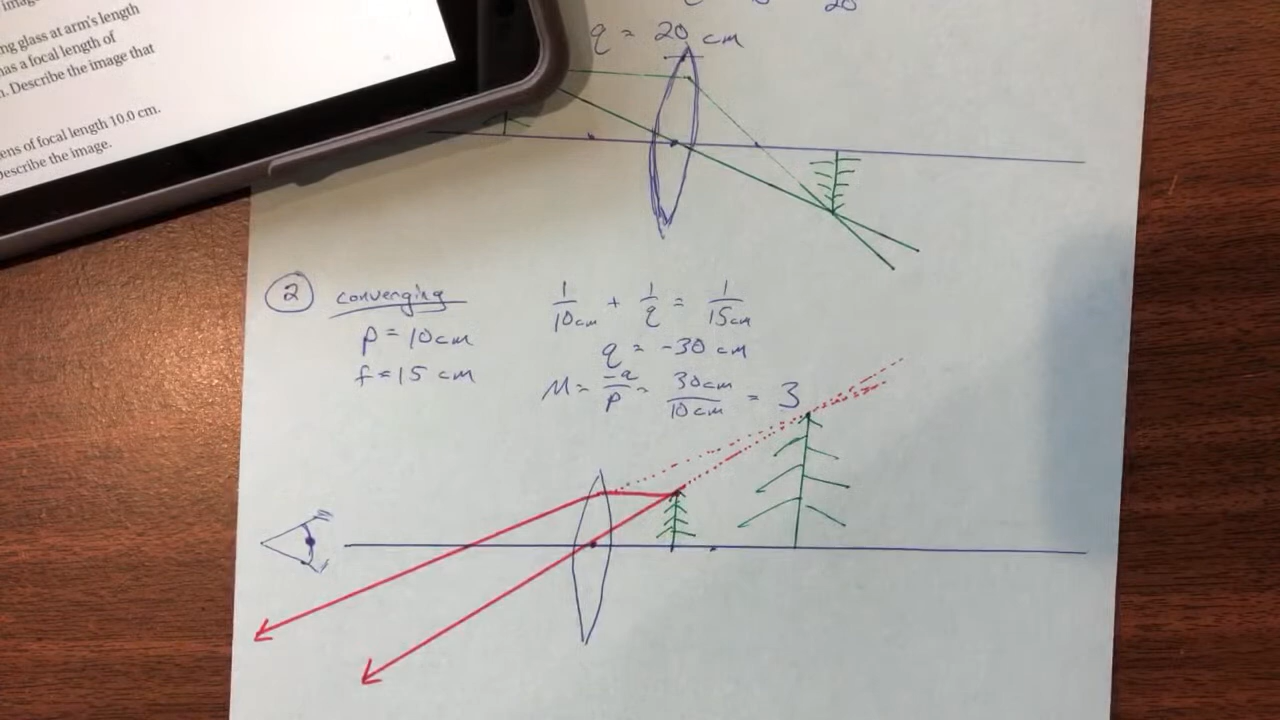 ng glass at arm's length
has a focal length of
. Describe the image that
ens of focal length 10.0 cm.
Describe the image.
20
q = 20 cm
2 converging
p = 10 cm
f = 15 cm
1/10cm + 1/q = 1/15cm
q = -30 cm
M = -q/p = 30cm/10cm = 3